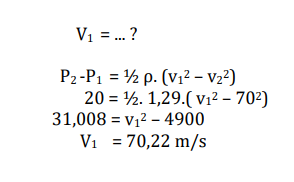 V₁ = ... ?
P₂ -P₁ = ½ ρ. (v₁² – v₂²)
20 = ½. 1,29.( v₁² – 70²)
31,008 = v₁² – 4900
V₁ = 70,22 m/s